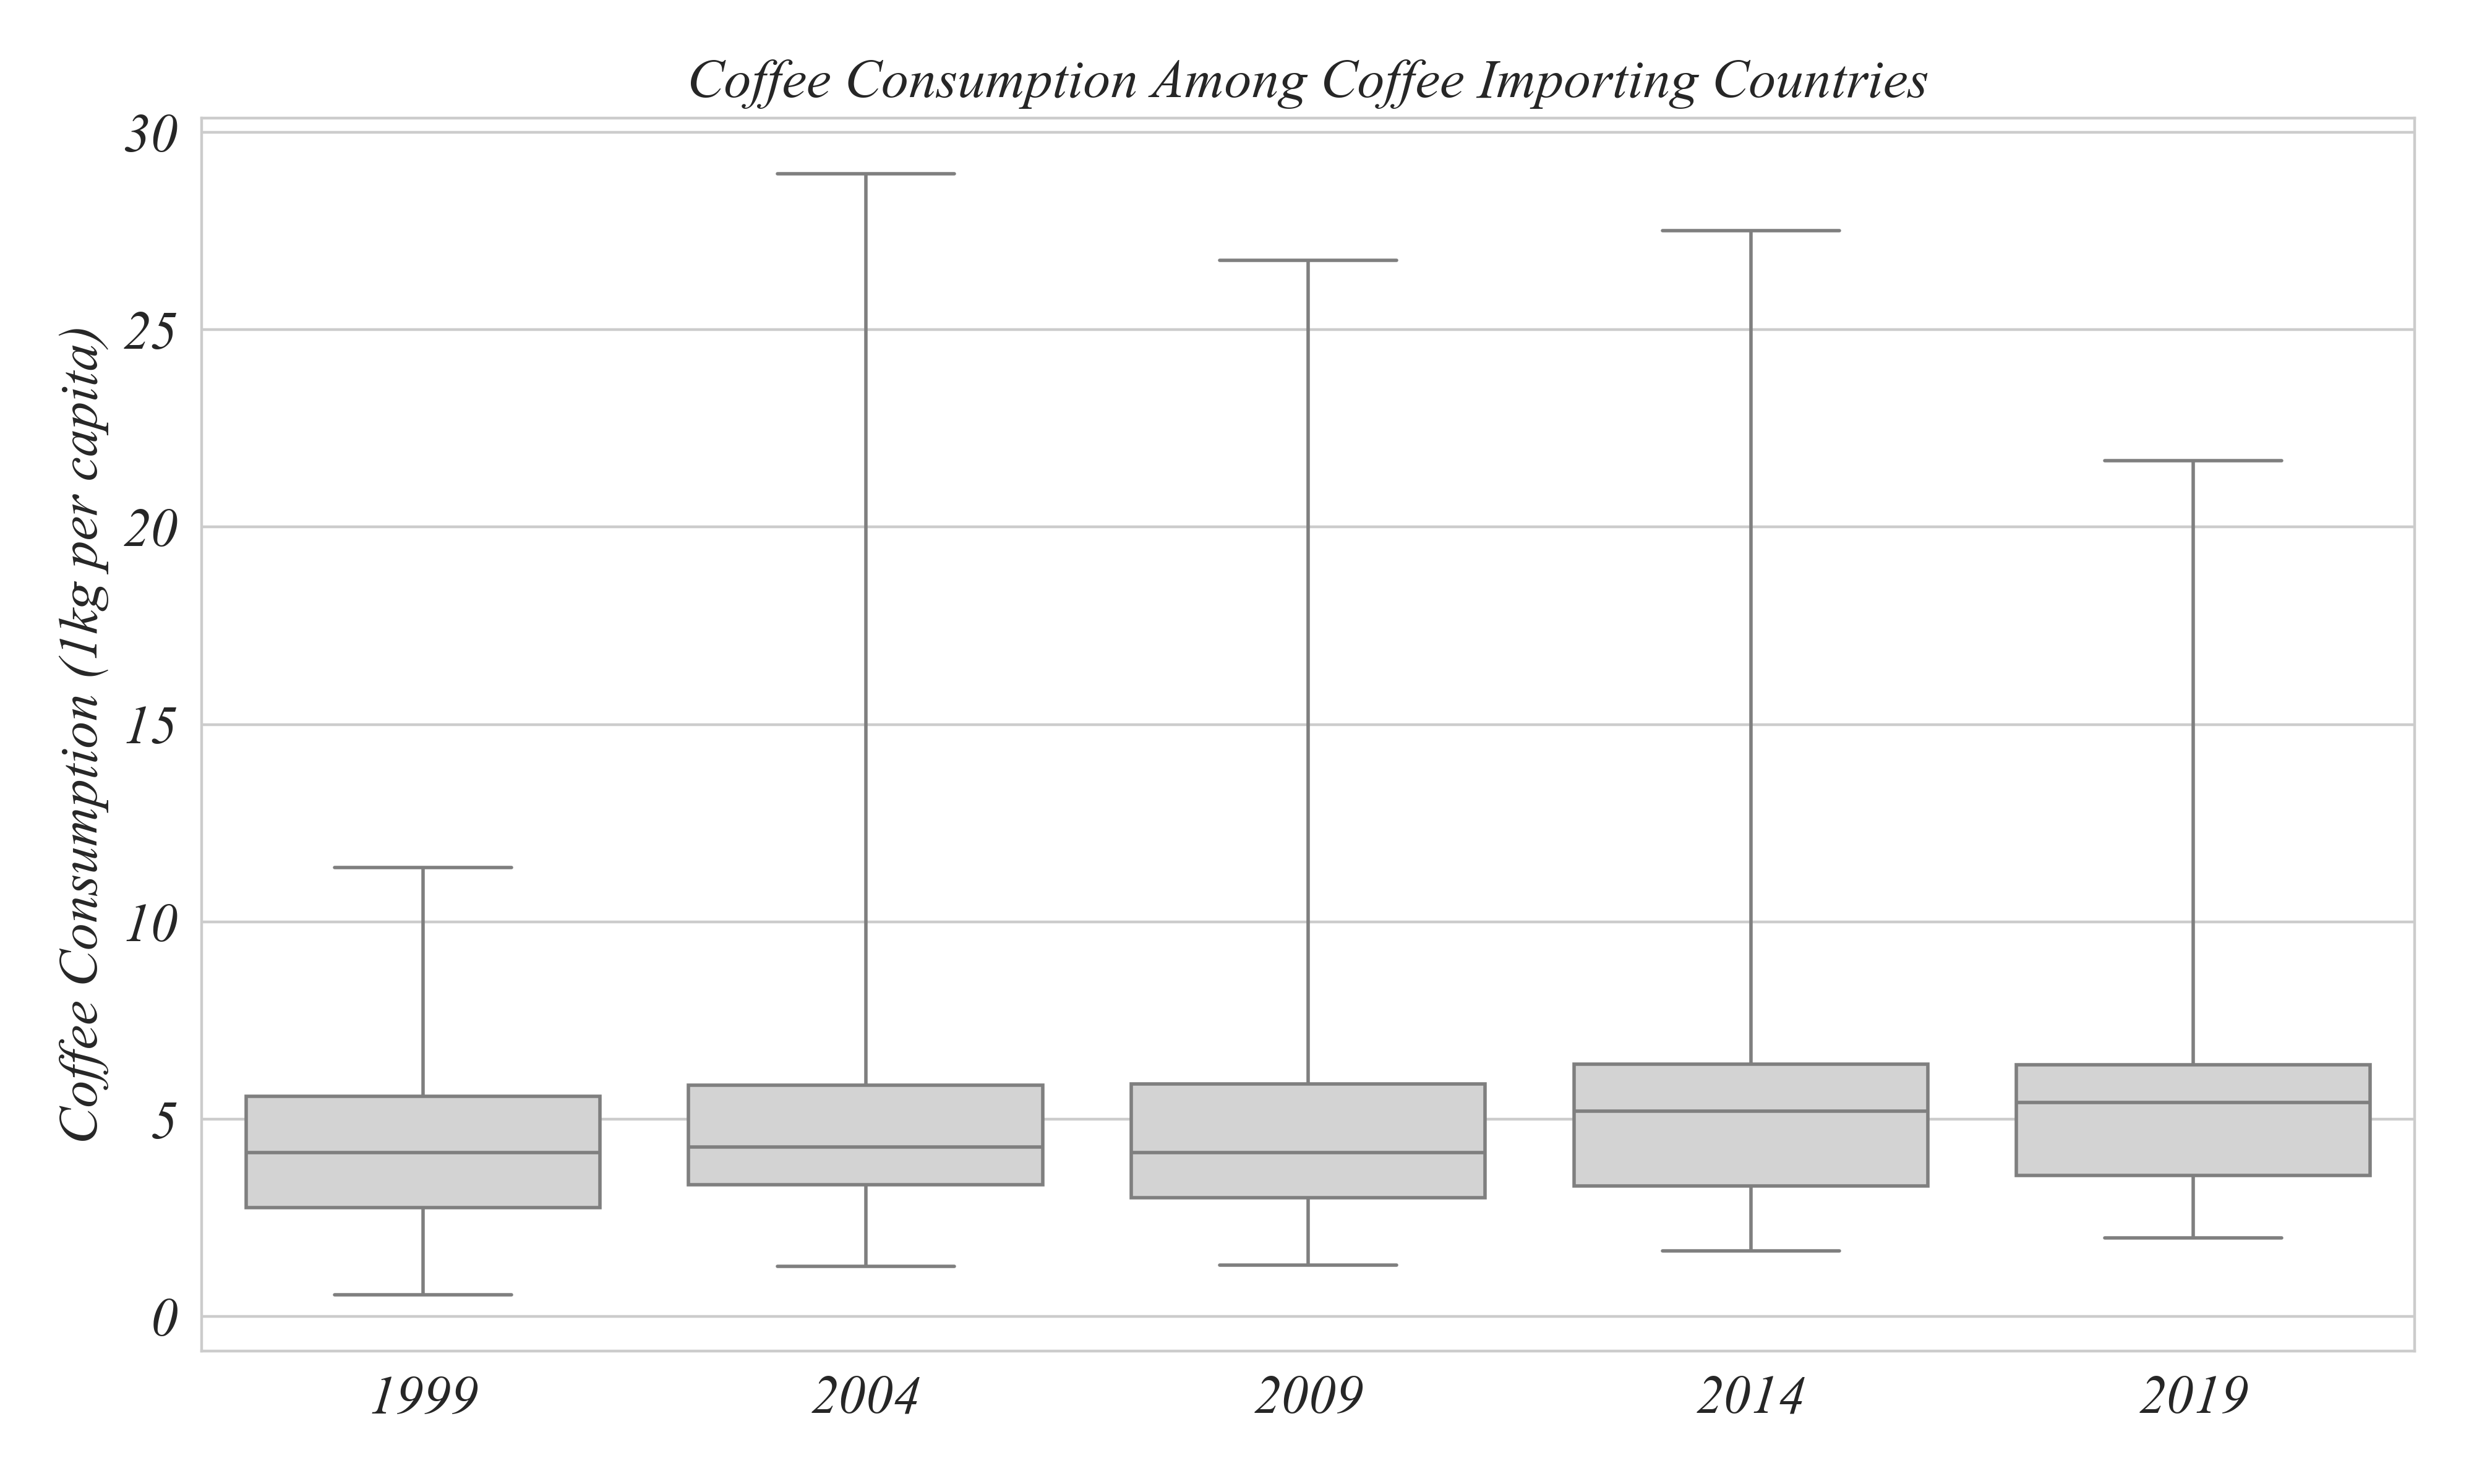 Coffee Consumption Among Coffee Importing Countries
Coffee Consumption (1kg per capita)
30
25
20
15
10
5
0
1999 2004 2009 2014 2019